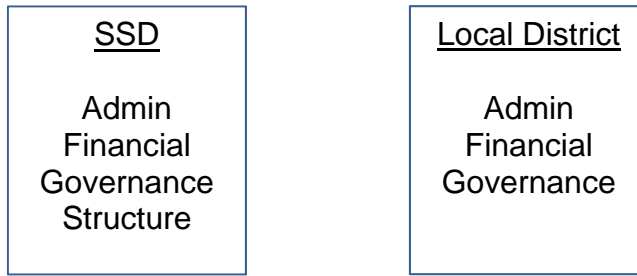 SSD
Admin
Financial
Governance
Structure
Local District
Admin
Financial
Governance